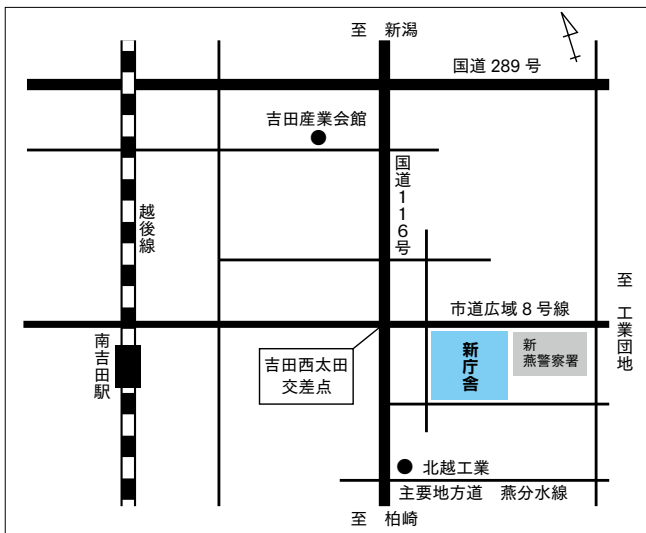 至　新潟
国道 289 号
吉田産業会館
国道116号
越後線
市道広域 8 号線
至　工業団地
南吉田駅
吉田西太田
交差点
新庁舎
新
燕警察署
北越工業
主要地方道　燕分水線
至　柏崎